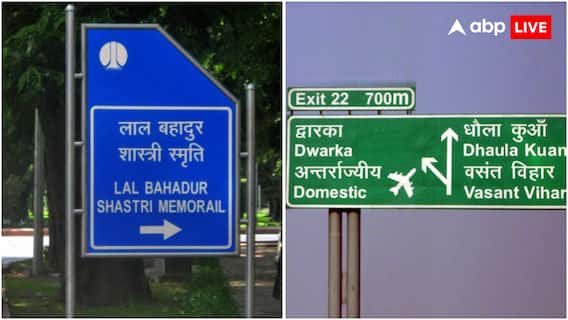 abp LIVE
लाल बहादुर
शास्त्री स्मृति
LAL BAHADUR
SHASTRI MEMORAIL
Exit 22 700m
द्वारका
Dwarka
अन्तर्राज्यीय
Domestic
धौला कुआँ
Dhaula Kuan
वसंत विहार
Vasant Vihar